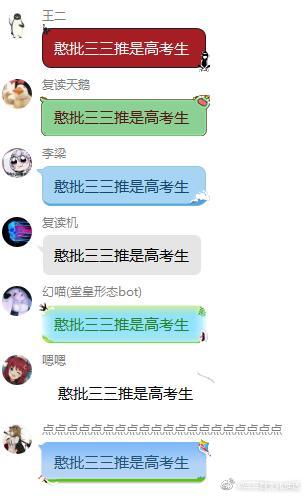 王二
憨批三三推是高考生
复读天鹅
憨批三三推是高考生
李梁
憨批三三推是高考生
复读机
憨批三三推是高考生
幻喵(堂皇形态bot)
憨批三三推是高考生
嗯嗯
憨批三三推是高考生
点点点点点点点点点点点点点点点点点点点点
憨批三三推是高考生